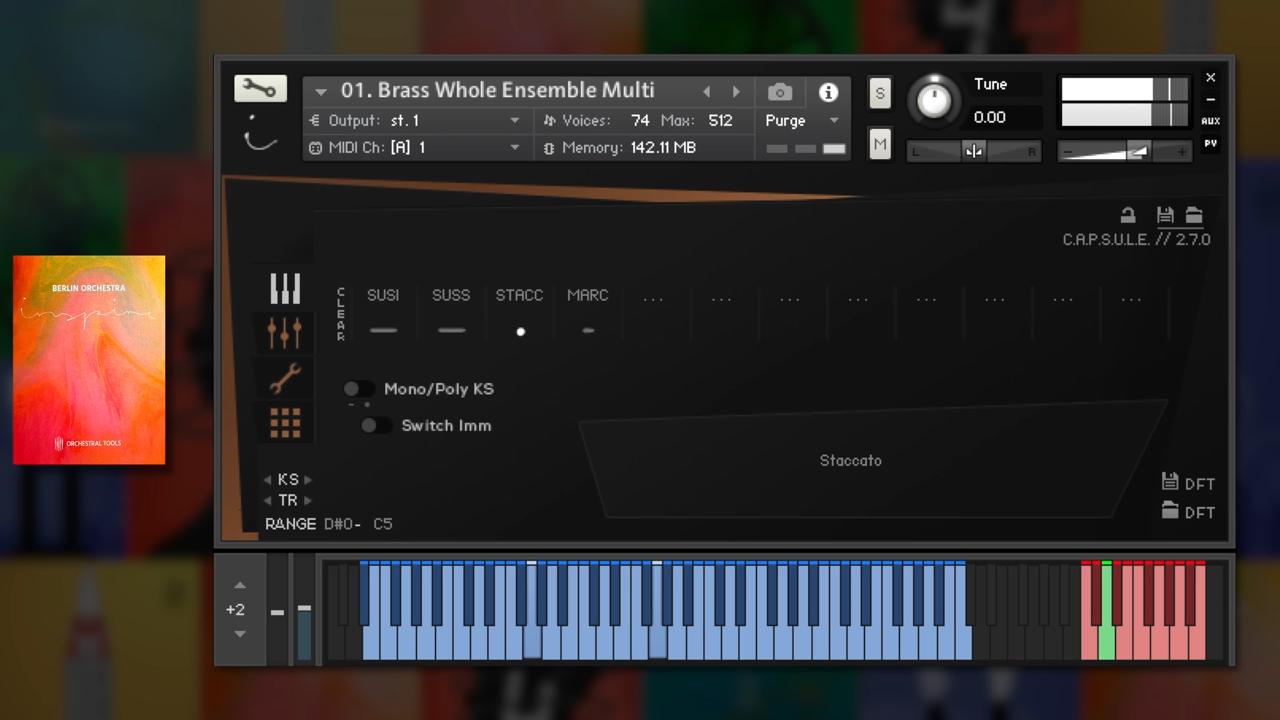 01. Brass Whole Ensemble Multi
Output: st. 1
Voices: 74 Max: 512
Purge
MIDI Ch: [A] 1
Memory: 142.11 MB
S
M
Tune
0.00
L R
- +
×
-
AUX
PV
C.A.P.S.U.L.E. // 2.7.0
CLEAR
SUSI SUSS STACC MARC ... ... ... ... ... ... ... ...
Mono/Poly KS
Switch Imm
Staccato
KS
TR
RANGE D#0- C5
DFT
DFT
+2
BERLIN ORCHESTRA
inspire
ORCHESTRAL TOOLS